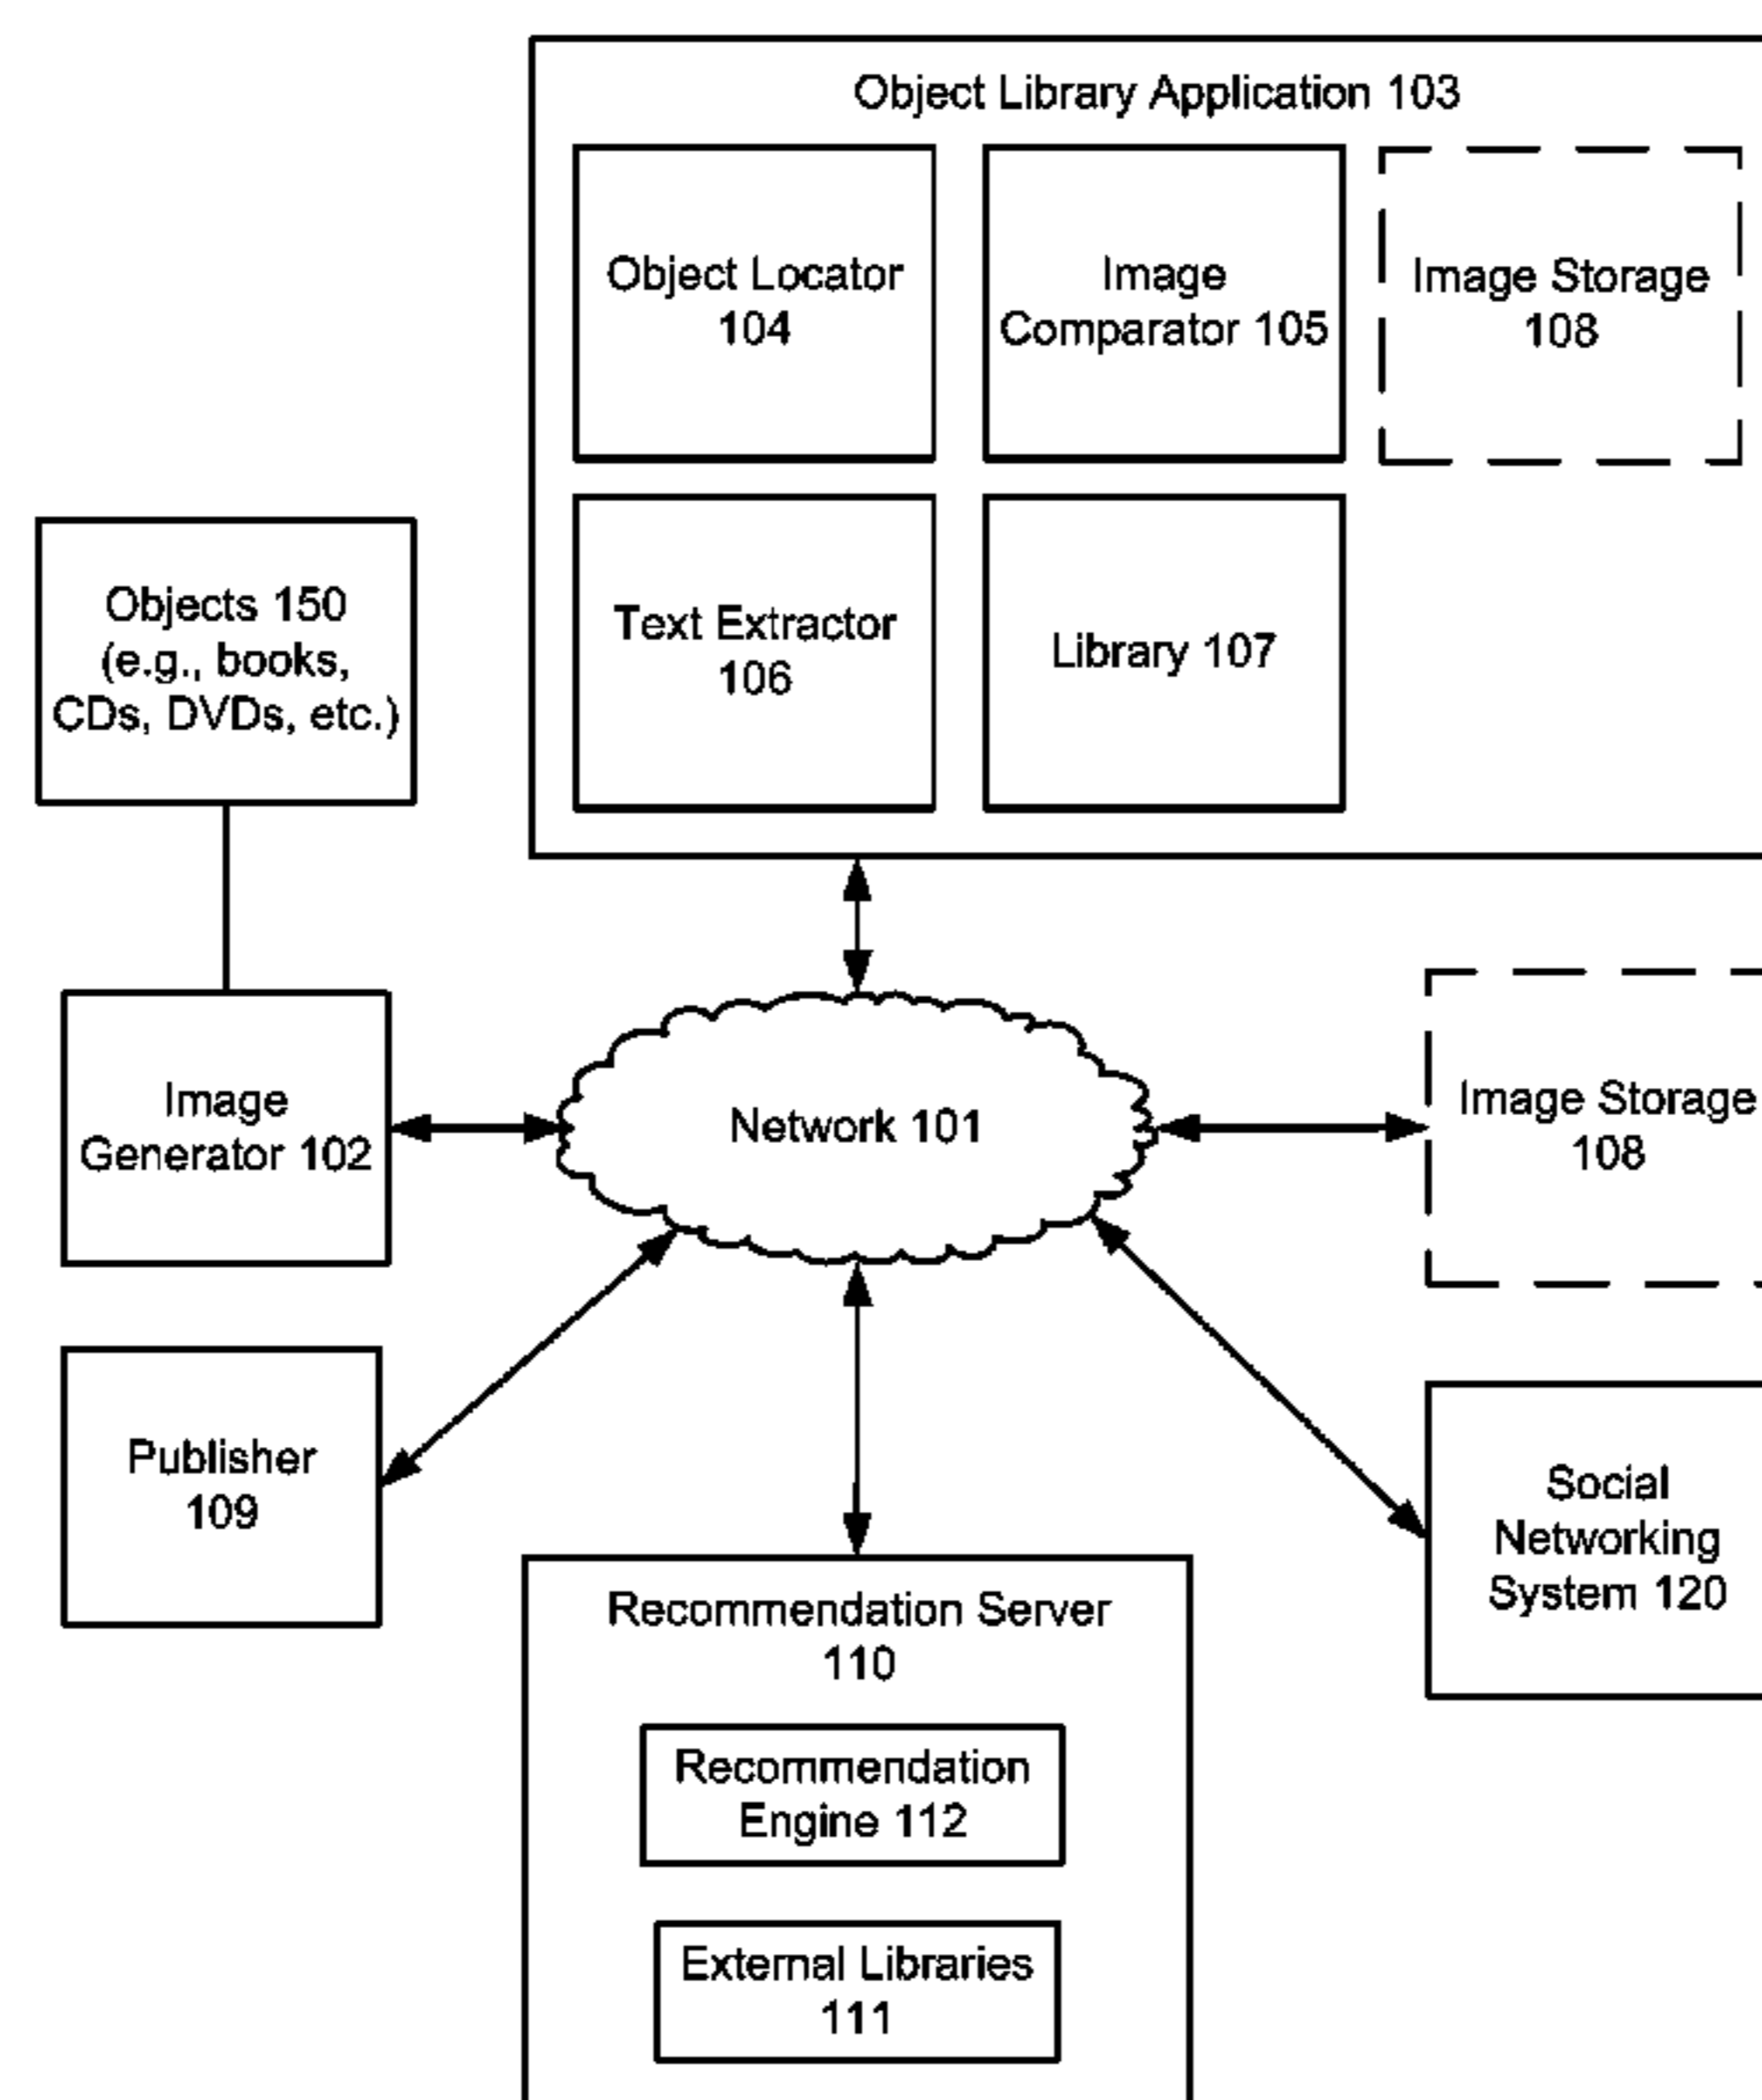 Object Library Application 103
Object Locator
104
Image
Comparator 105
Image Storage
108
Text Extractor
106
Library 107
Objects 150
(e.g., books,
CDs, DVDs, etc.)
Image
Generator 102
Network 101
Image Storage
108
Publisher
109
Social
Networking
System 120
Recommendation Server
110
Recommendation
Engine 112
External Libraries
111